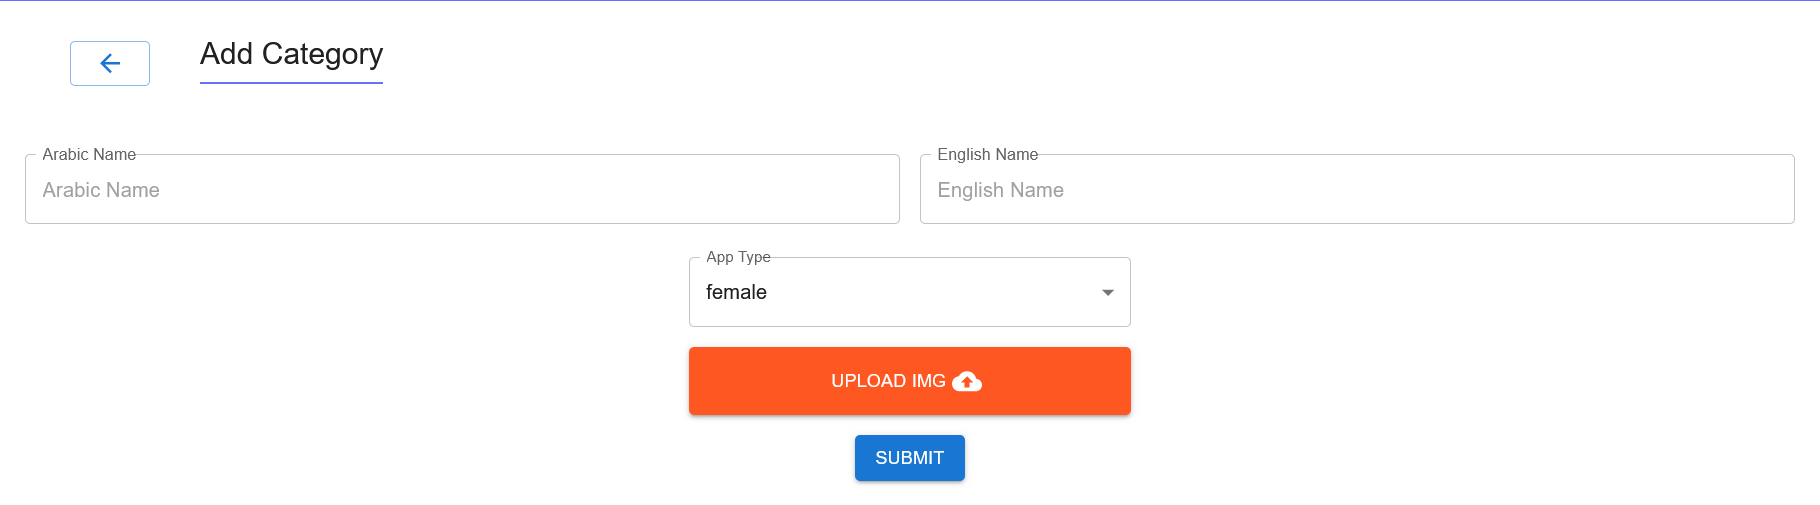 Add Category
Arabic Name
Arabic Name
English Name
English Name
App Type
female
UPLOAD IMG
SUBMIT